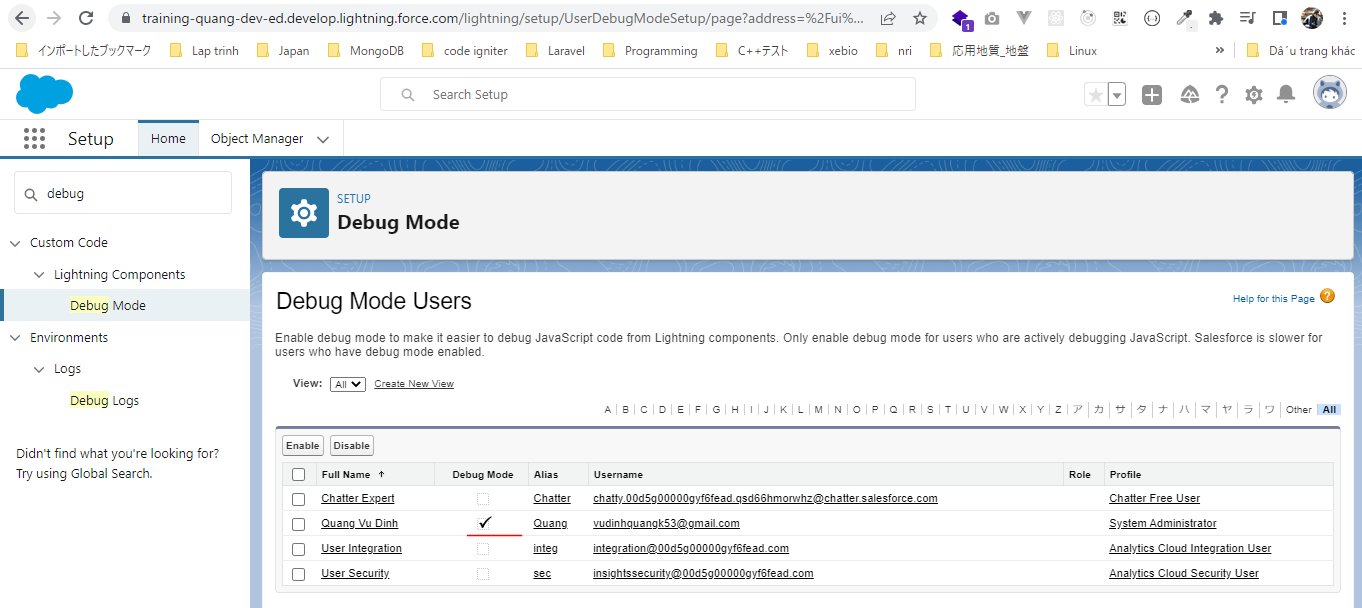 training-quang-dev-ed.develop.lightning.force.com/lightning/setup/UserDebugModeSetup/page?address=%2Fui%...
1
インポートしたブックマーク Lap trinh Japan MongoDB code igniter Laravel Programming C++テスト xebio nri 応用地質_地盤 Linux » Dấu trang khác
Search Setup
Setup Home Object Manager
debug
Custom Code
Lightning Components
Debug Mode
Environments
Logs
Debug Logs
Didn't find what you're looking for?
Try using Global Search.
SETUP
Debug Mode
Debug Mode Users
Help for this Page ?
Enable debug mode to make it easier to debug JavaScript code from Lightning components. Only enable debug mode for users who are actively debugging JavaScript. Salesforce is slower for
users who have debug mode enabled.
View: All Create New View
A | B | C | D | E | F | G | H | I | J | K | L | M | N | O | P | Q | R | S | T | U | V | W | X | Y | Z | ア | カ | サ | タ | ナ | ハ | マ | ヤ | ラ | ワ | Other All
Enable Disable
Full Name ↑ Debug Mode Alias Username Role Profile
Chatter Expert Chatter chatty.00d5g00000gyf6fead.qsd66hmorwhz@chatter.salesforce.com Chatter Free User
Quang Vu Dinh ✓ Quang vudinhquangk53@gmail.com System Administrator
User Integration integ integration@00d5g00000gyf6fead.com Analytics Cloud Integration User
User Security sec insightssecurity@00d5g00000gyf6fead.com Analytics Cloud Security User